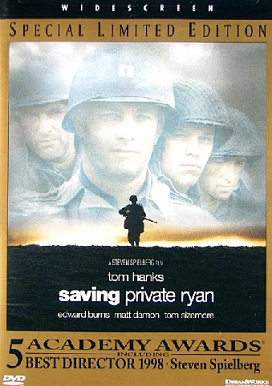 WIDESCREEN
SPECIAL LIMITED EDITION
A STEVEN SPIELBERG FILM
tom hanks
saving private ryan
edward burns matt damon tom sizemore
5 ACADEMY AWARDS
INCLUDING
BEST DIRECTOR 1998 - Steven Spielberg
DVD
DREAMWORKS